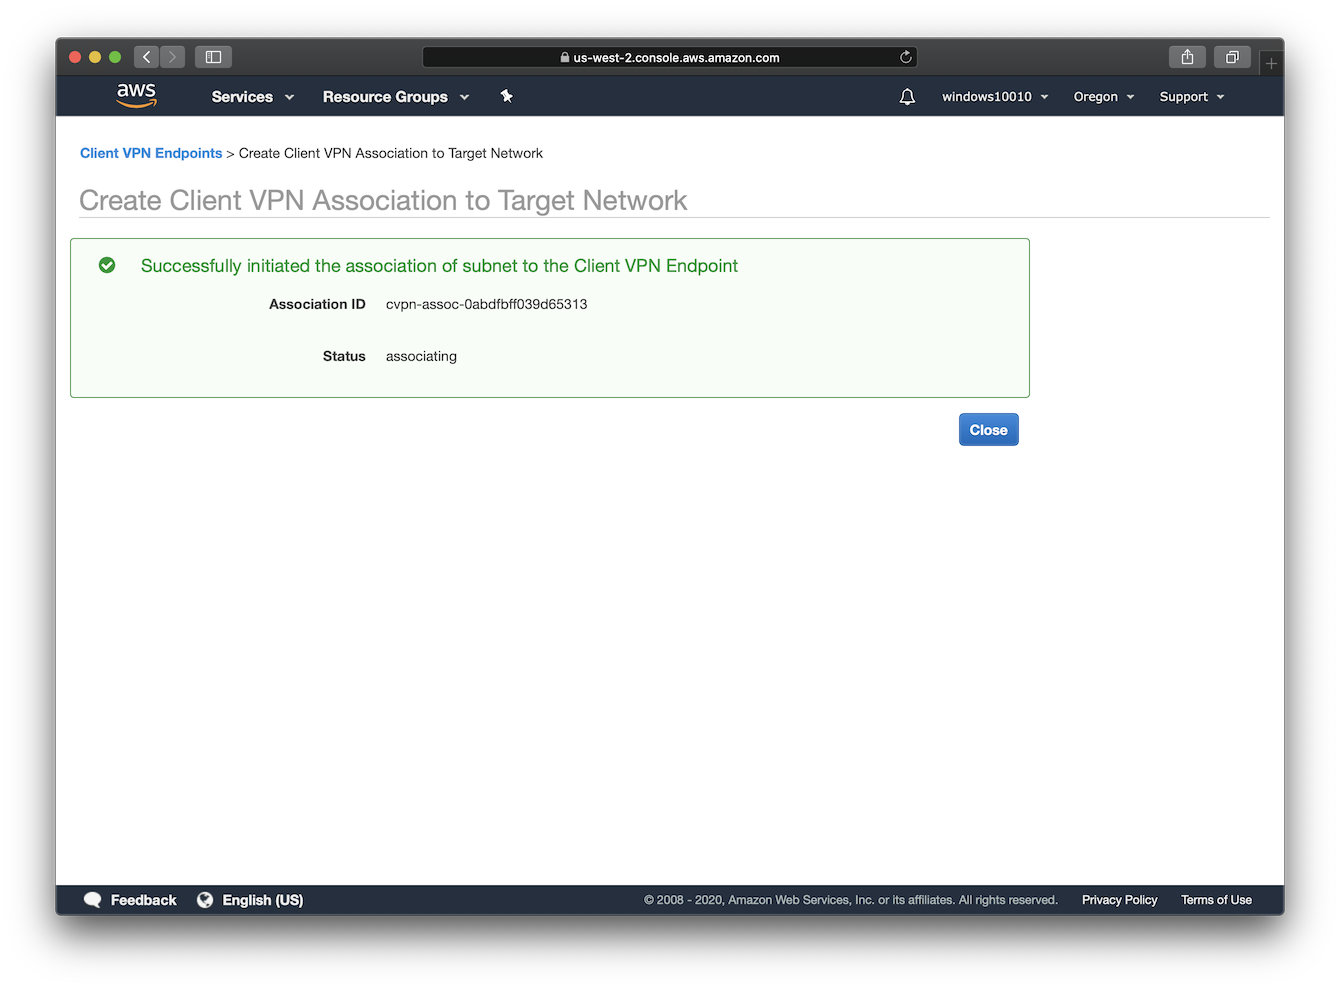 us-west-2.console.aws.amazon.com
aws Services Resource Groups windows10010 Oregon Support
Client VPN Endpoints > Create Client VPN Association to Target Network
Create Client VPN Association to Target Network
Successfully initiated the association of subnet to the Client VPN Endpoint
Association ID cvpn-assoc-0abdfbff039d65313
Status associating
Close
Feedback English (US) © 2008 - 2020, Amazon Web Services, Inc. or its affiliates. All rights reserved. Privacy Policy Terms of Use